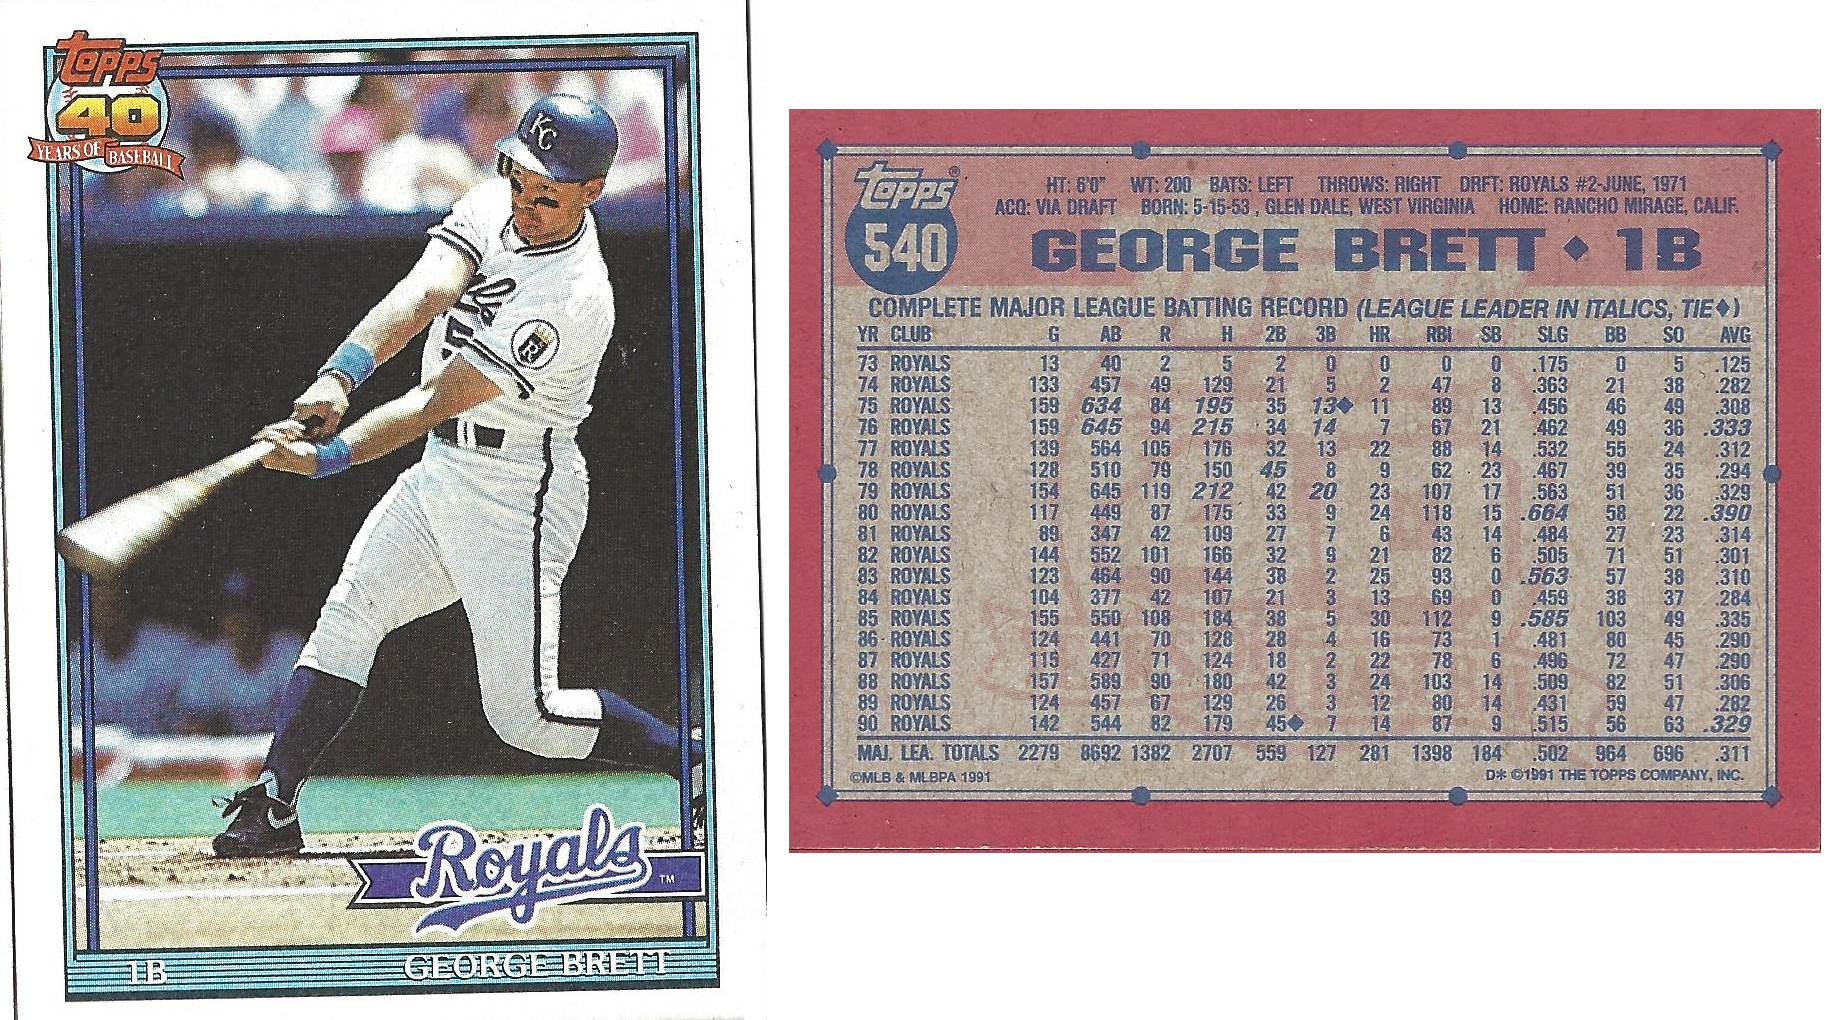 topps
40
YEARS OF BASEBALL
KC
Royals
5
R
Royals
TM
1B GEORGE BRETT
topps®
540
HT: 6'0" WT: 200 BATS: LEFT THROWS: RIGHT DRFT: ROYALS #2-JUNE, 1971
ACQ: VIA DRAFT BORN: 5-15-53 , GLEN DALE, WEST VIRGINIA HOME: RANCHO MIRAGE, CALIF.
GEORGE BRETT ◆ 1B
COMPLETE MAJOR LEAGUE BATTING RECORD (LEAGUE LEADER IN ITALICS, TIE◆)
YR CLUB G AB R H 2B 3B HR RBI SB SLG BB SO AVG
73 ROYALS 13 40 2 5 2 0 0 0 0 .175 0 5 .125
74 ROYALS 133 457 49 129 21 5 2 47 8 .363 21 38 .282
75 ROYALS 159 634 84 195 35 13◆ 11 89 13 .456 46 49 .308
76 ROYALS 159 645 94 215 34 14 7 67 21 .462 49 36 .333
77 ROYALS 139 564 105 176 32 13 22 88 14 .532 55 24 .312
78 ROYALS 128 510 79 150 45 8 9 62 23 .467 39 35 .294
79 ROYALS 154 645 119 212 42 20 23 107 17 .563 51 36 .329
80 ROYALS 117 449 87 175 33 9 24 118 15 .664 58 22 .390
81 ROYALS 89 347 42 109 27 7 6 43 14 .484 27 23 .314
82 ROYALS 144 552 101 166 32 9 21 82 6 .505 71 51 .301
83 ROYALS 123 464 90 144 38 2 25 93 0 .563 57 38 .310
84 ROYALS 104 377 42 107 21 3 13 69 0 .459 38 37 .284
85 ROYALS 155 550 108 184 38 5 30 112 9 .585 103 49 .335
86 ROYALS 124 441 70 128 28 4 16 73 1 .481 80 45 .290
87 ROYALS 115 427 71 124 18 2 22 78 6 .496 72 47 .290
88 ROYALS 157 589 90 180 42 3 24 103 14 .509 82 51 .306
89 ROYALS 124 457 67 129 26 3 12 80 14 .431 59 47 .282
90 ROYALS 142 544 82 179 45◆ 7 14 87 9 .515 56 63 .329
MAJ. LEA. TOTALS 2279 8692 1382 2707 559 127 281 1398 184 .502 964 696 .311
©MLB & MLBPA 1991 D* ©1991 THE TOPPS COMPANY, INC.